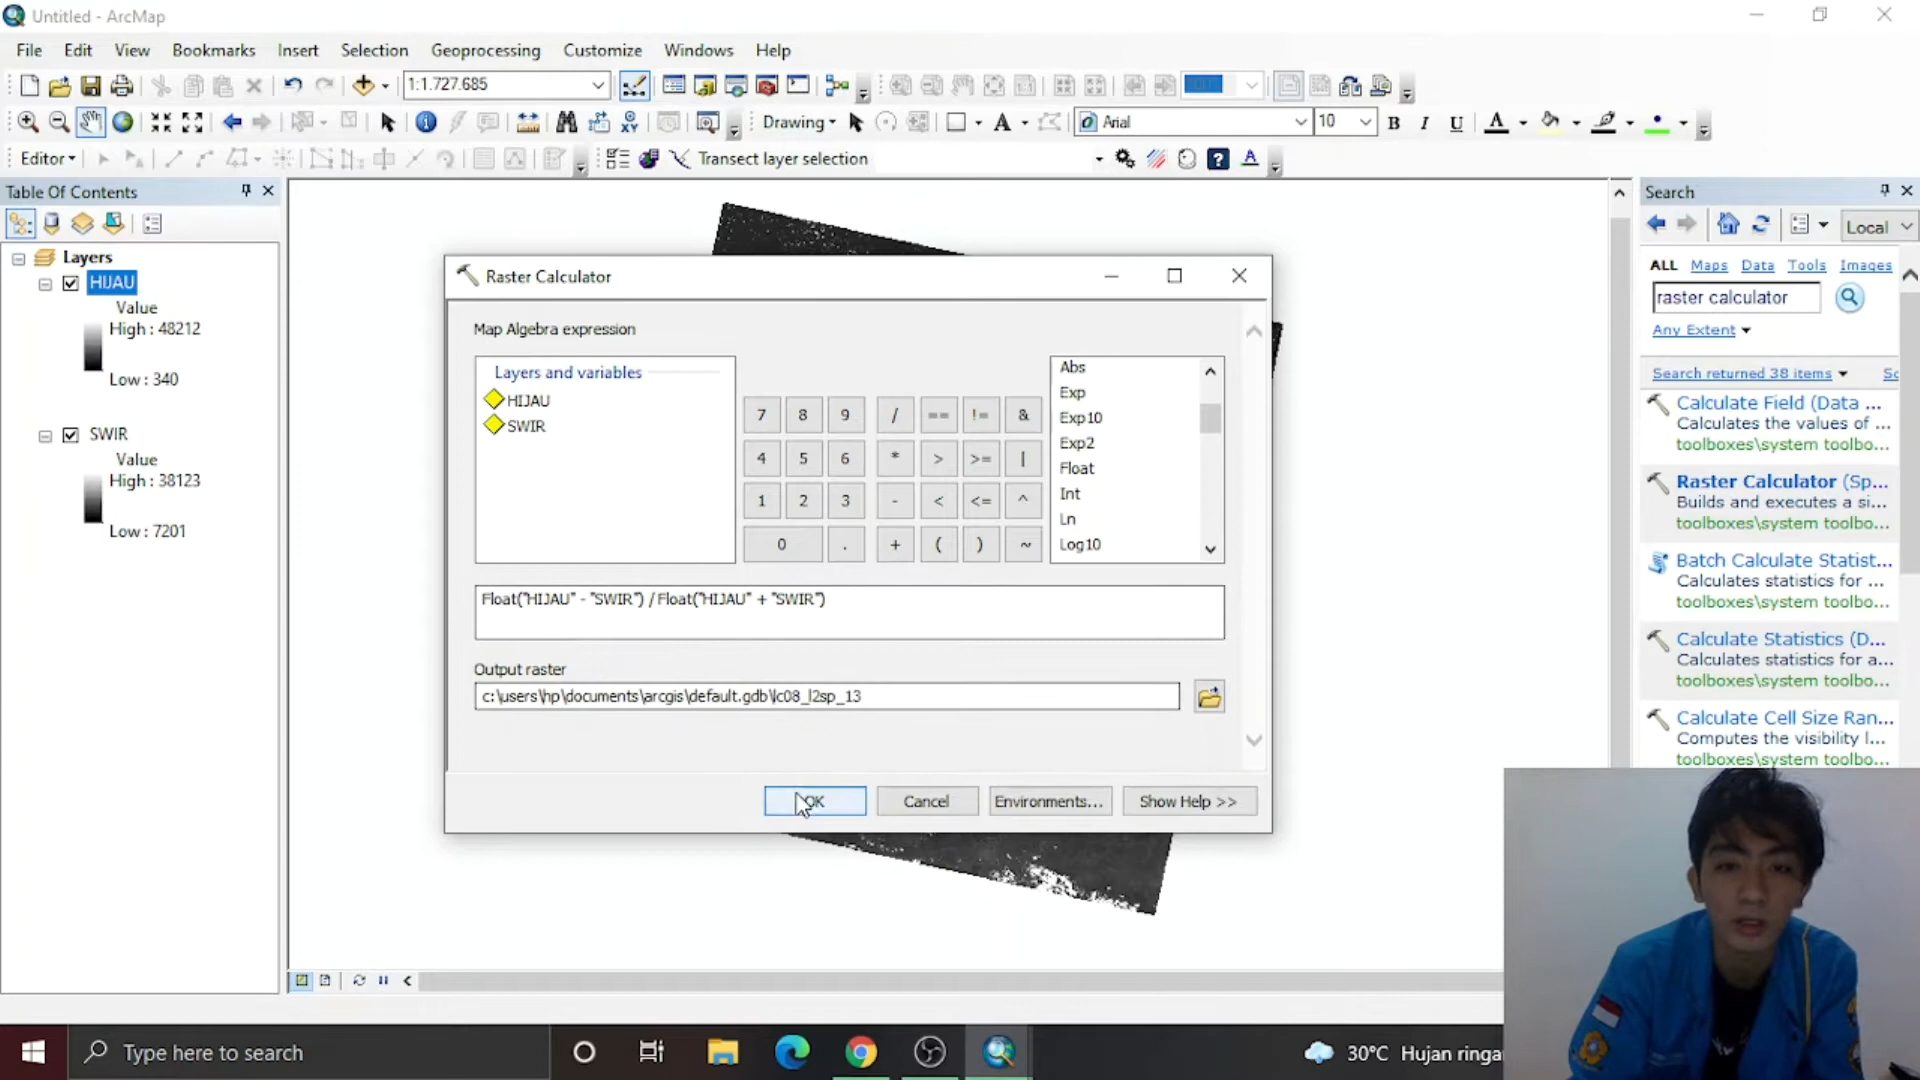 Untitled - ArcMap
File Edit View Bookmarks Insert Selection Geoprocessing Customize Windows Help
1:1.727.685
Drawing Arial 10 B I U A
Editor Transect layer selection
Table Of Contents
Layers
HIJAU
Value
High : 48212
Low : 340
SWIR
Value
High : 38123
Low : 7201
Raster Calculator
Map Algebra expression
Layers and variables
HIJAU
SWIR
7 8 9 / == != &
4 5 6 * > >= |
1 2 3 - < <= ^
0 . + ( ) ~
Abs
Exp
Exp10
Exp2
Float
Int
Ln
Log10
Float("HIJAU" - "SWIR") / Float("HIJAU" + "SWIR")
Output raster
c:\users\hp\documents\arcgis\default.gdb\lc08_l2sp_13
OK Cancel Environments... Show Help >>
Search
Local
ALL Maps Data Tools Images
raster calculator
Any Extent
Search returned 38 items
Calculate Field (Data ...
Calculates the values of ...
toolboxes\system toolbo...
Raster Calculator (Sp...
Builds and executes a si...
toolboxes\system toolbo...
Batch Calculate Statist...
Calculates statistics for ...
toolboxes\system toolbo...
Calculate Statistics (D...
Calculates statistics for a...
toolboxes\system toolbo...
Calculate Cell Size Ran...
Computes the visibility l...
toolboxes\system toolbo...
Type here to search
30°C Hujan ringa